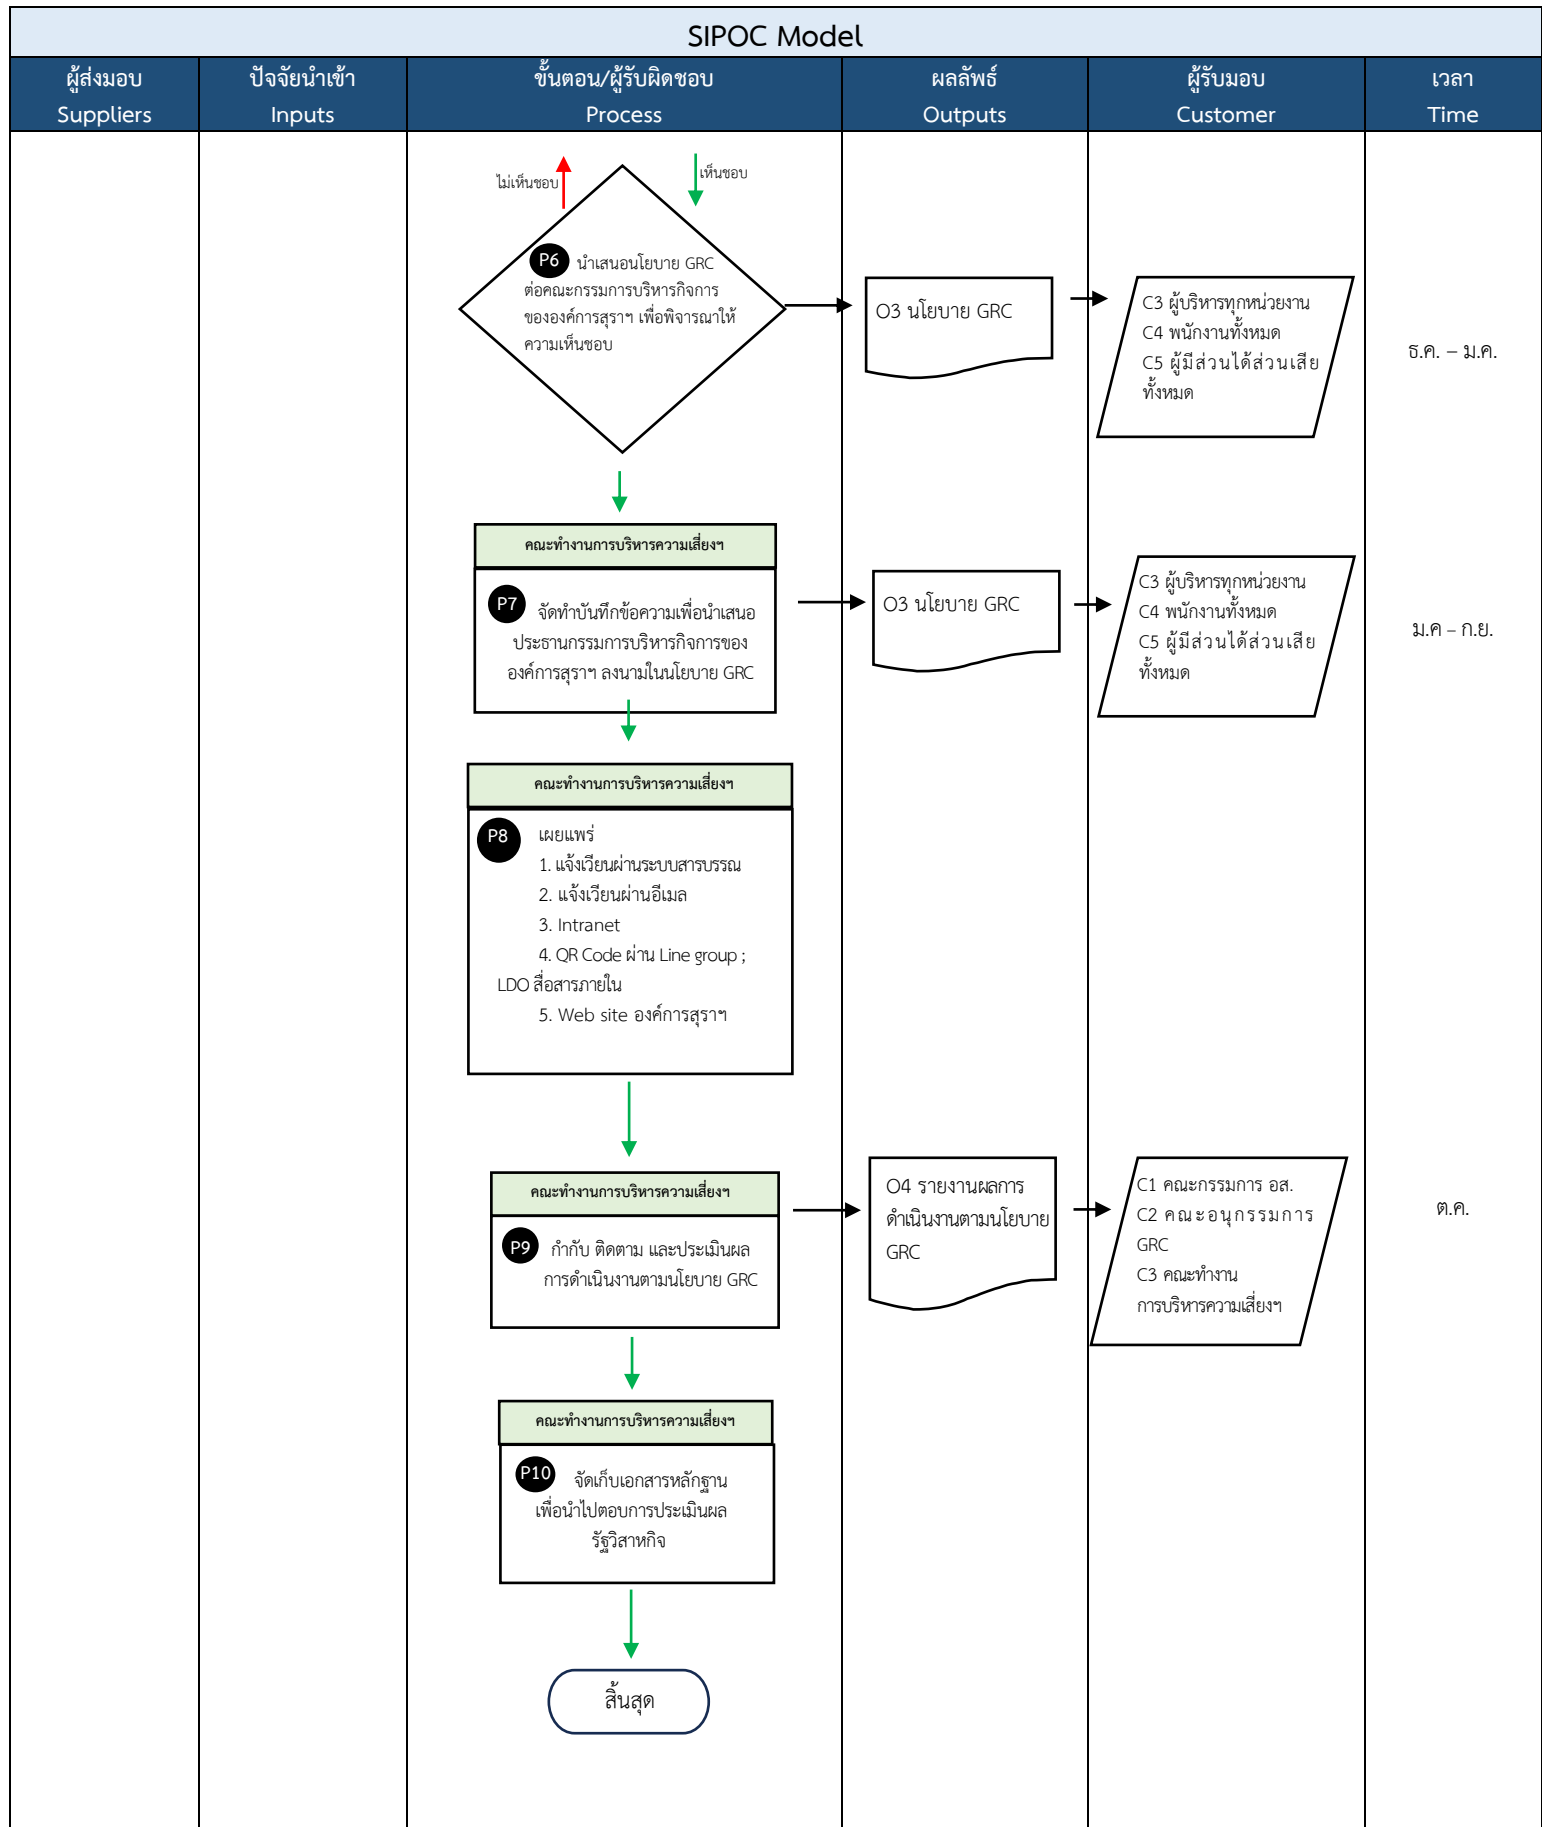 SIPOC Model
ผู้ส่งมอบ
Suppliers
ปัจจัยนำเข้า
Inputs
ขั้นตอน/ผู้รับผิดชอบ
Process
ผลลัพธ์
Outputs
ผู้รับมอบ
Customer
เวลา
Time
ไม่เห็นชอบ
เห็นชอบ
P6 นำเสนอนโยบาย GRC
ต่อคณะกรรมการบริหารกิจการ
ขององค์การสุราฯ เพื่อพิจารณาให้
ความเห็นชอบ
O3 นโยบาย GRC
C3 ผู้บริหารทุกหน่วยงาน
C4 พนักงานทั้งหมด
C5 ผู้มีส่วนได้ส่วนเสีย
ทั้งหมด
ธ.ค. – ม.ค.
คณะทำงานการบริหารความเสี่ยงฯ
P7 จัดทำบันทึกข้อความเพื่อนำเสนอ
ประธานกรรมการบริหารกิจการของ
องค์การสุราฯ ลงนามในนโยบาย GRC
O3 นโยบาย GRC
C3 ผู้บริหารทุกหน่วยงาน
C4 พนักงานทั้งหมด
C5 ผู้มีส่วนได้ส่วนเสีย
ทั้งหมด
ม.ค – ก.ย.
คณะทำงานการบริหารความเสี่ยงฯ
P8 เผยแพร่
1. แจ้งเวียนผ่านระบบสารบรรณ
2. แจ้งเวียนผ่านอีเมล
3. Intranet
4. QR Code ผ่าน Line group ;
LDO สื่อสารภายใน
5. Web site องค์การสุราฯ
คณะทำงานการบริหารความเสี่ยงฯ
P9 กำกับ ติดตาม และประเมินผล
การดำเนินงานตามนโยบาย GRC
O4 รายงานผลการ
ดำเนินงานตามนโยบาย
GRC
C1 คณะกรรมการ อส.
C2 คณะอนุกรรมการ
GRC
C3 คณะทำงาน
การบริหารความเสี่ยงฯ
ต.ค.
คณะทำงานการบริหารความเสี่ยงฯ
P10 จัดเก็บเอกสารหลักฐาน
เพื่อนำไปตอบการประเมินผล
รัฐวิสาหกิจ
สิ้นสุด